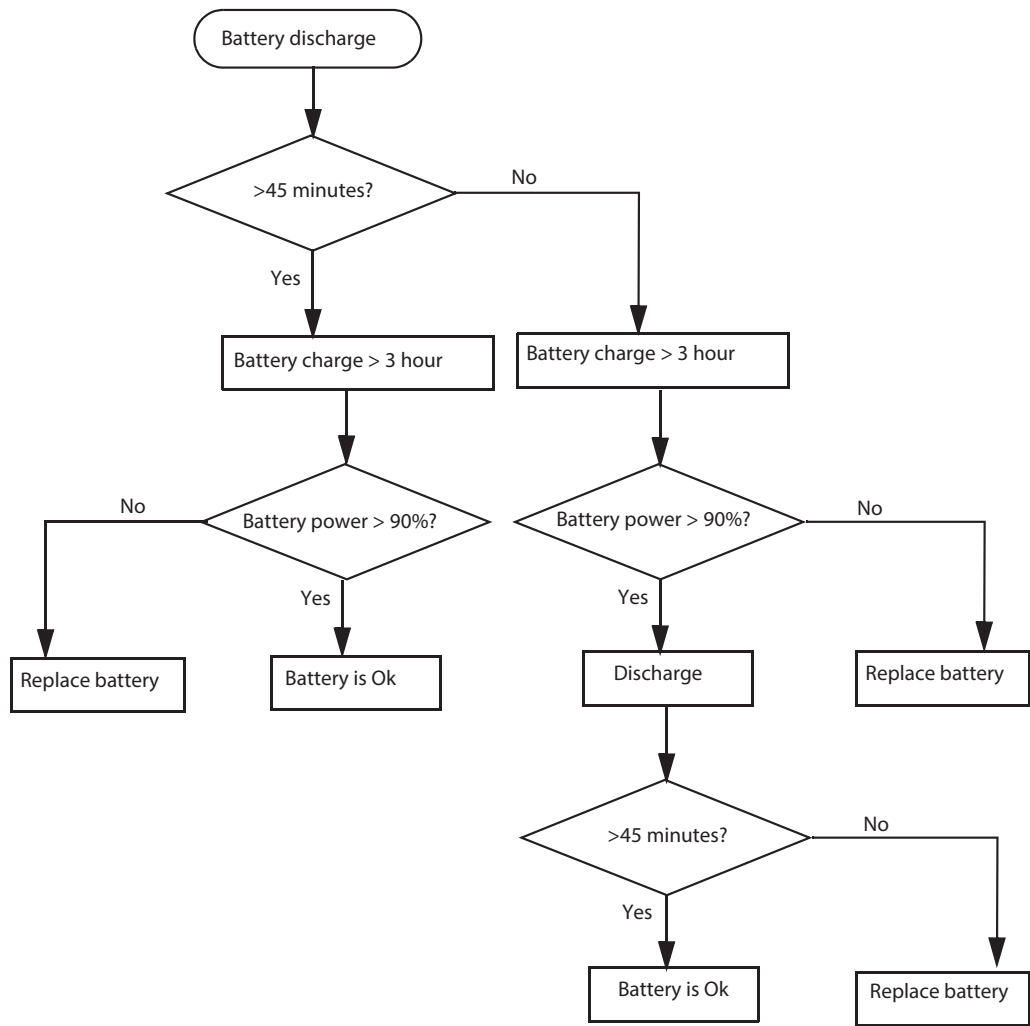 Battery discharge
>45 minutes?
No
Yes
Battery charge > 3 hour
Battery charge > 3 hour
No
Battery power > 90%?
Battery power > 90%?
No
Yes
Yes
Replace battery
Battery is Ok
Discharge
Replace battery
>45 minutes?
No
Yes
Battery is Ok
Replace battery